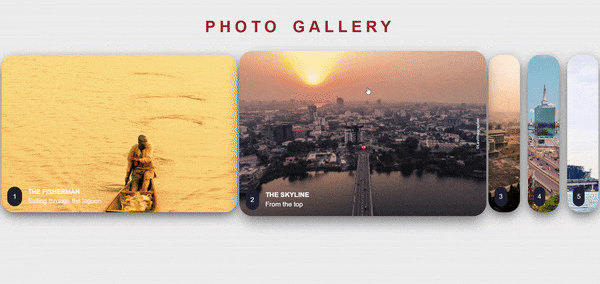 PHOTO GALLERY
1
THE FISHERMAN
Sailing through the lagoon
2
THE SKYLINE
From the top
3
4
5